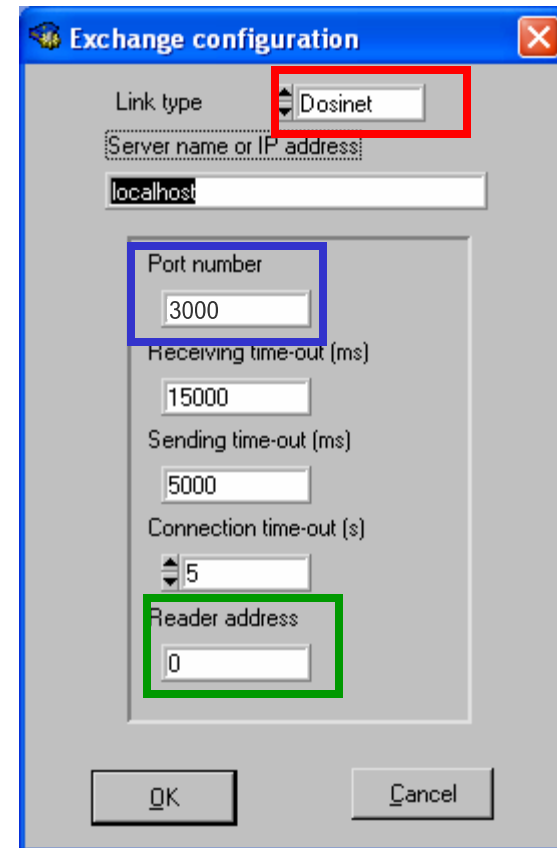 Exchange configuration
Link type Dosinet
Server name or IP address
localhost
Port number
3000
Receiving time-out (ms)
15000
Sending time-out (ms)
5000
Connection time-out (s)
5
Reader address
0
OK Cancel